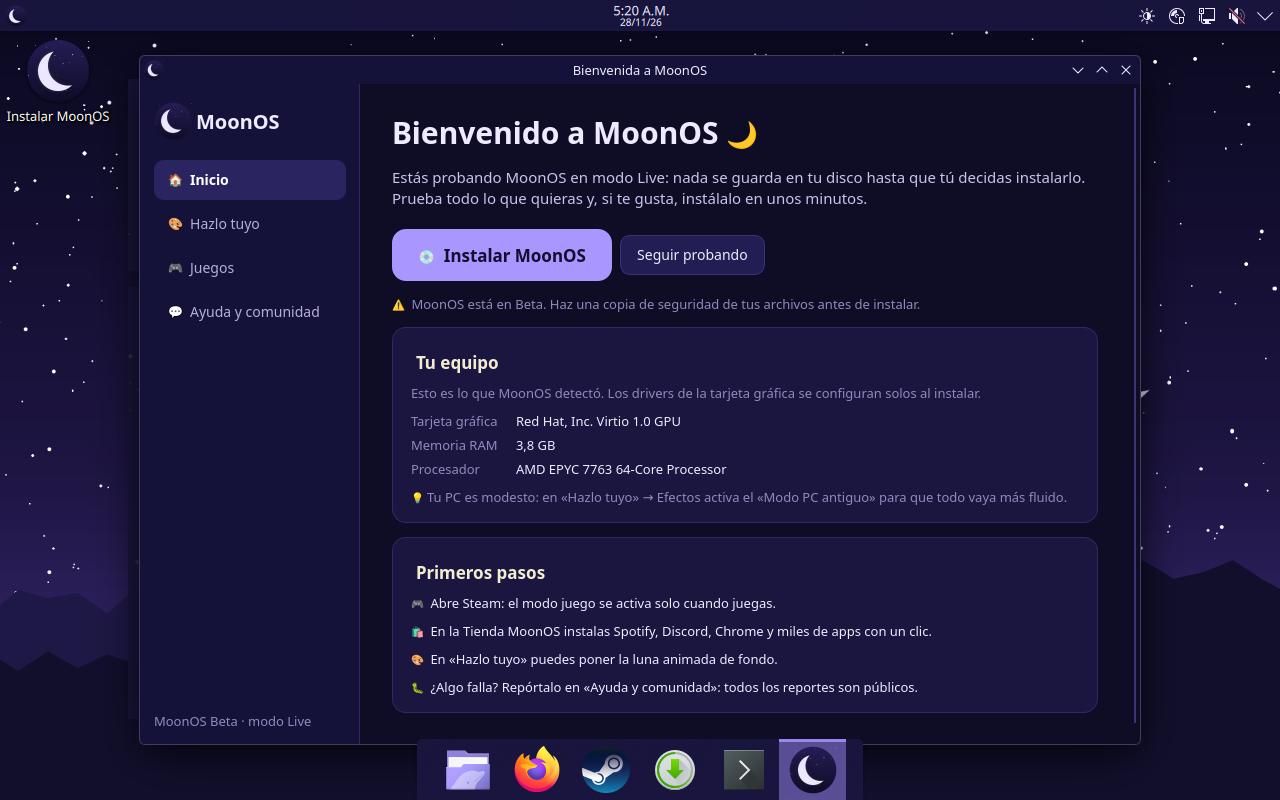 5:20 A.M.
28/11/26
Instalar MoonOS
Bienvenida a MoonOS
MoonOS
Inicio
Hazlo tuyo
Juegos
Ayuda y comunidad
MoonOS Beta · modo Live
Bienvenido a MoonOS 🌙
Estás probando MoonOS en modo Live: nada se guarda en tu disco hasta que tú decidas instalarlo.
Prueba todo lo que quieras y, si te gusta, instálalo en unos minutos.
Instalar MoonOS
Seguir probando
⚠️ MoonOS está en Beta. Haz una copia de seguridad de tus archivos antes de instalar.
Tu equipo
Esto es lo que MoonOS detectó. Los drivers de la tarjeta gráfica se configuran solos al instalar.
Tarjeta gráfica Red Hat, Inc. Virtio 1.0 GPU
Memoria RAM 3,8 GB
Procesador AMD EPYC 7763 64-Core Processor
💡 Tu PC es modesto: en «Hazlo tuyo» → Efectos activa el «Modo PC antiguo» para que todo vaya más fluido.
Primeros pasos
🎮 Abre Steam: el modo juego se activa solo cuando juegas.
🛍️ En la Tienda MoonOS instalas Spotify, Discord, Chrome y miles de apps con un clic.
🎨 En «Hazlo tuyo» puedes poner la luna animada de fondo.
🐛 ¿Algo falla? Repórtalo en «Ayuda y comunidad»: todos los reportes son públicos.